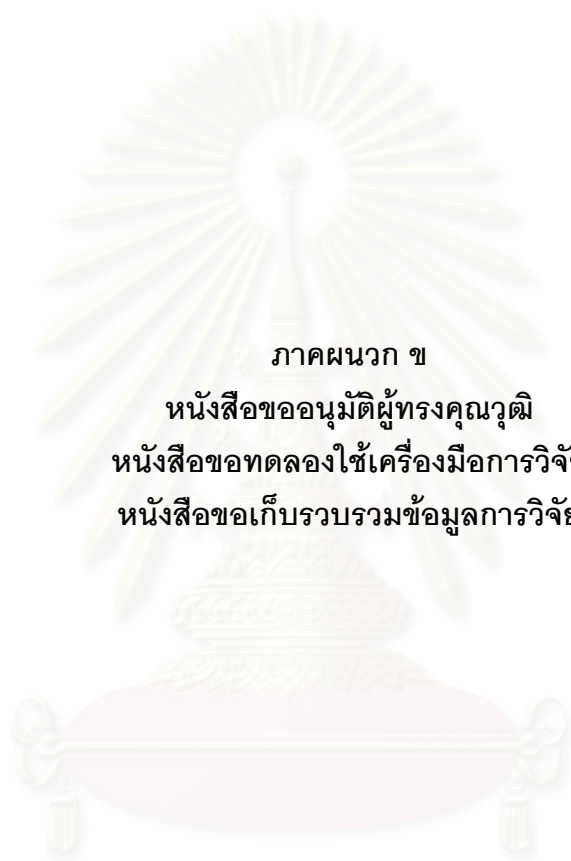 ภาคผนวก ข
หนังสือขออนุมัติผู้ทรงคุณวุฒิ
หนังสือขอทดลองใช้เครื่องมือการวิจัย
หนังสือขอเก็บรวบรวมข้อมูลการวิจัย